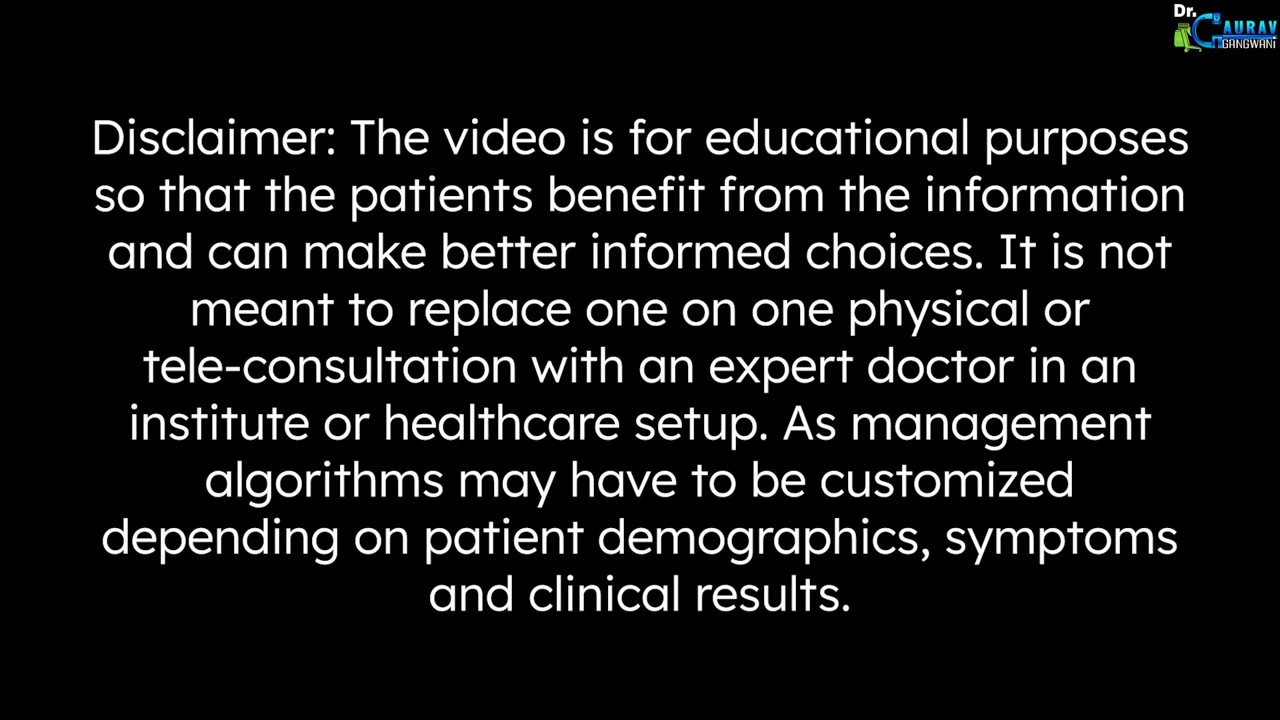 Dr.
GAURAV
GANGWANI
Disclaimer: The video is for educational purposes
so that the patients benefit from the information
and can make better informed choices. It is not
meant to replace one on one physical or
tele-consultation with an expert doctor in an
institute or healthcare setup. As management
algorithms may have to be customized
depending on patient demographics, symptoms
and clinical results.